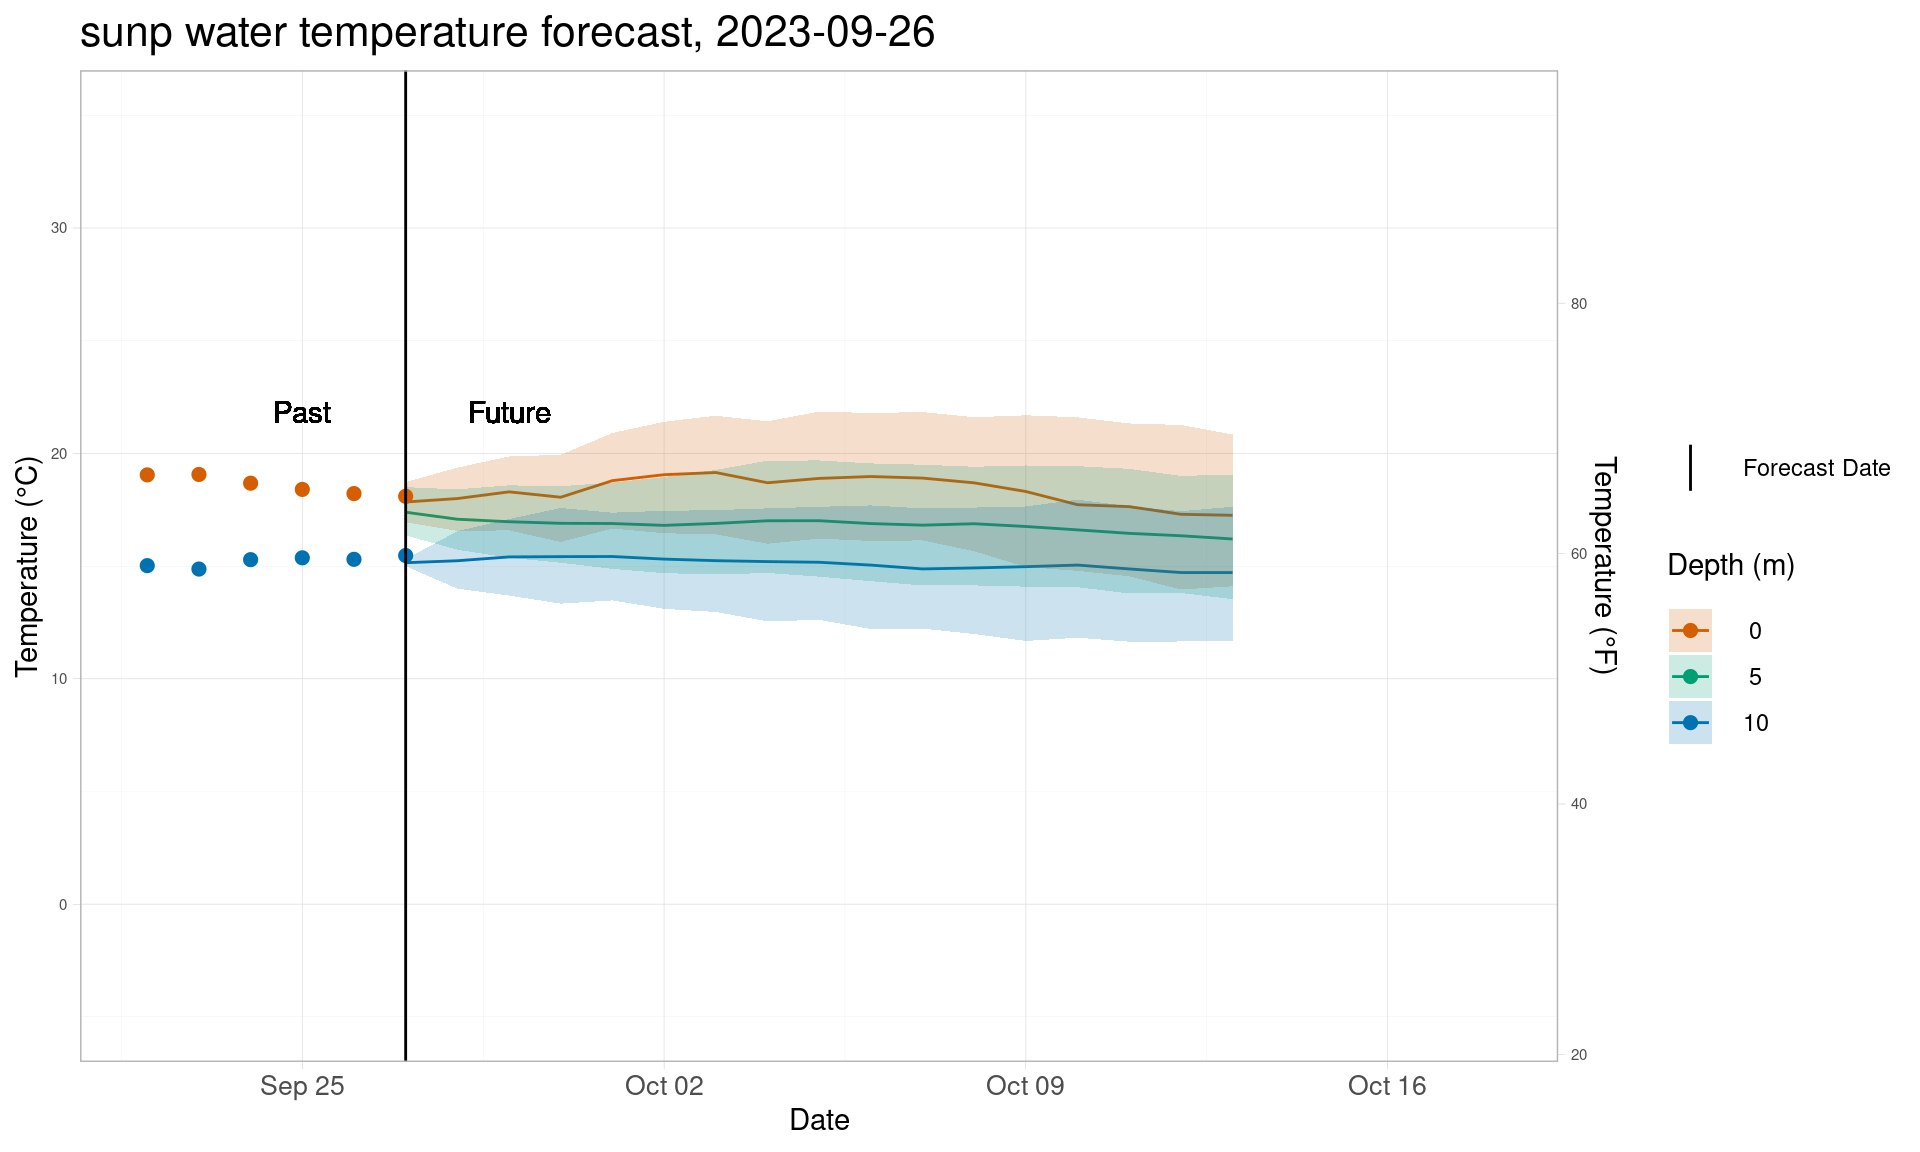 sunp water temperature forecast, 2023-09-26
Past
Future
30
20
10
0
Temperature (°C)
80
60
40
20
Temperature (°F)
Sep 25
Oct 02
Oct 09
Oct 16
Date
Forecast Date
Depth (m)
0
5
10